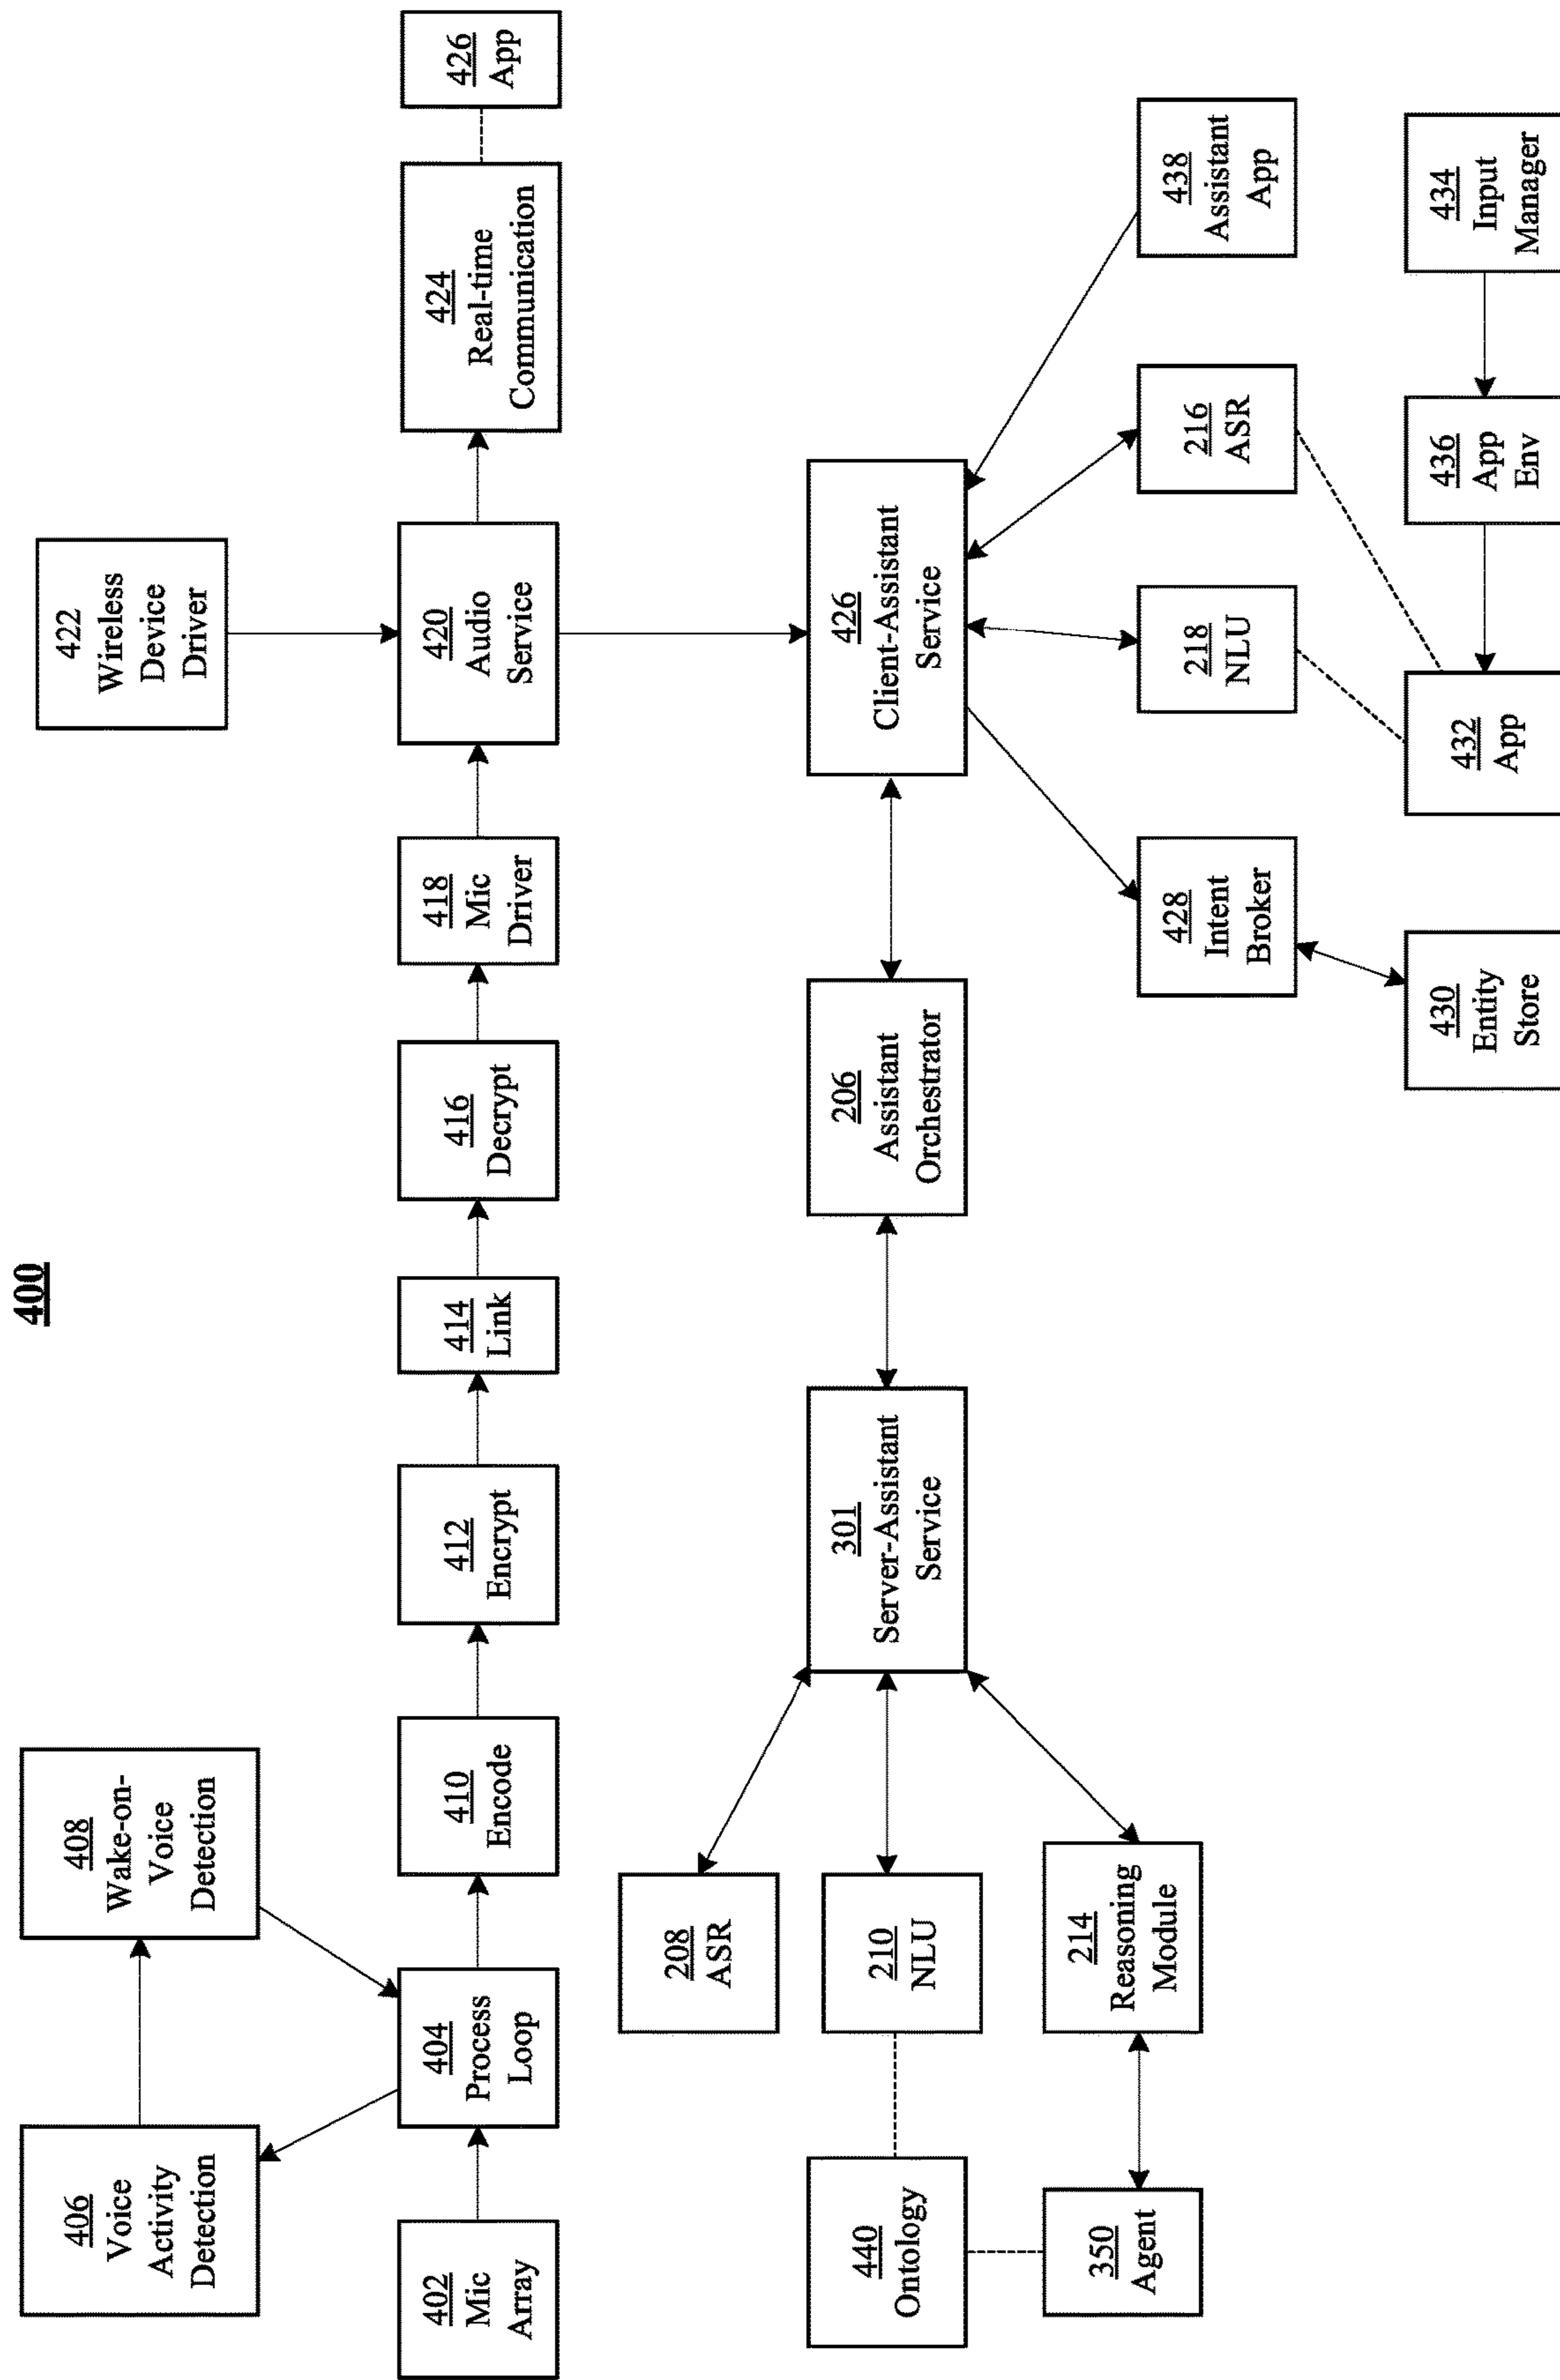 400
406
Voice
Activity
Detection
408
Wake-on-
Voice
Detection
422
Wireless
Device
Driver
402
Mic
Array
404
Process
Loop
410
Encode
412
Encrypt
414
Link
416
Decrypt
418
Mic
Driver
420
Audio
Service
424
Real-time
Communication
426
App
208
ASR
440
Ontology
210
NLU
301
Server-Assistant
Service
206
Assistant
Orchestrator
426
Client-Assistant
Service
350
Agent
214
Reasoning
Module
428
Intent
Broker
218
NLU
216
ASR
438
Assistant
App
430
Entity
Store
432
App
436
App
Env
434
Input
Manager